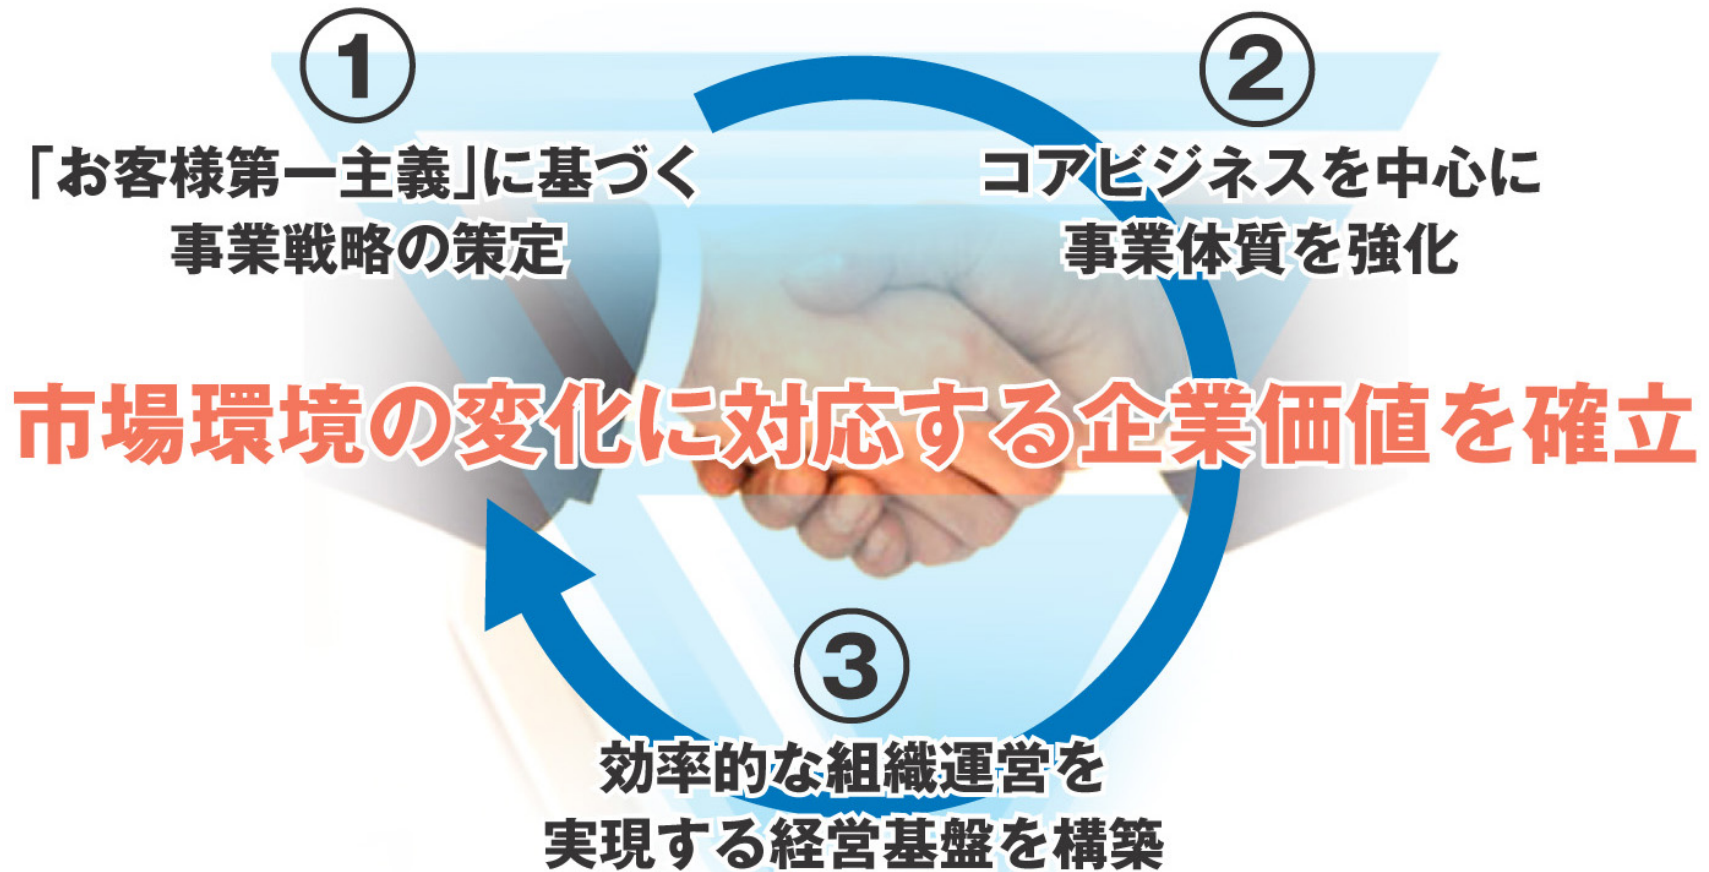 ①
「お客様第一主義」に基づく
事業戦略の策定
②
コアビジネスを中心に
事業体質を強化
市場環境の変化に対応する企業価値を確立
③
効率的な組織運営を
実現する経営基盤を構築